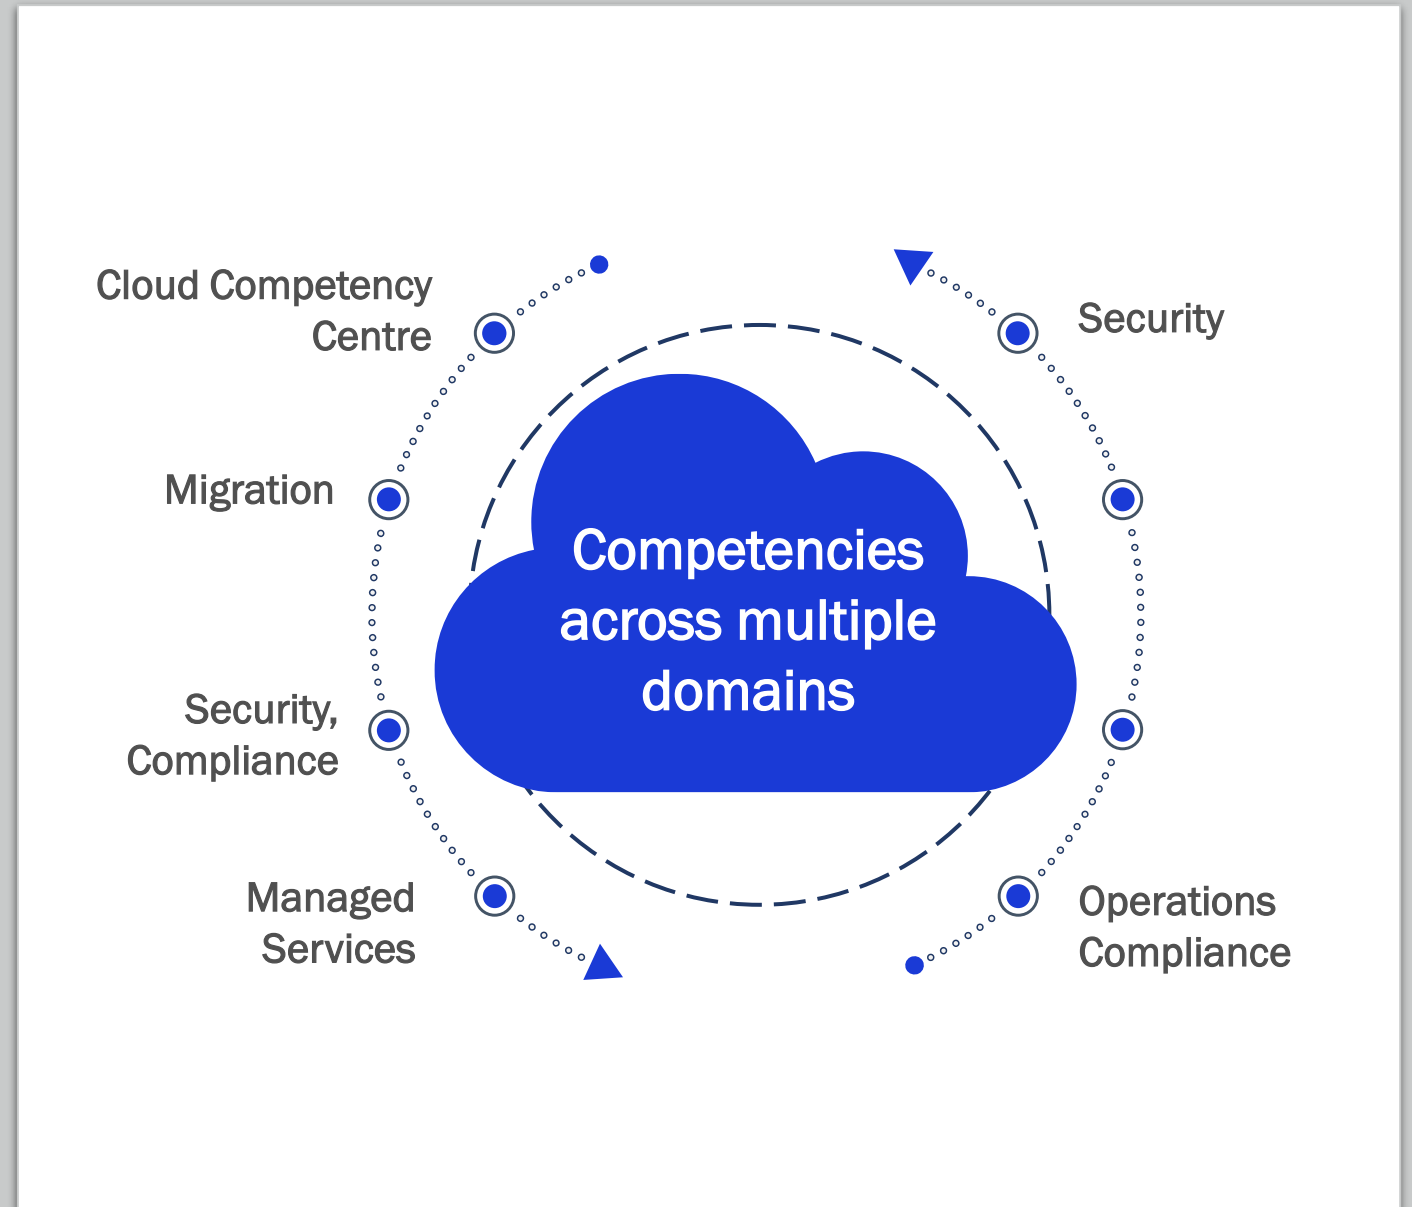 Cloud Competency
Centre
Migration
Security,
Compliance
Managed
Services
Competencies
across multiple
domains
Security
Operations
Compliance